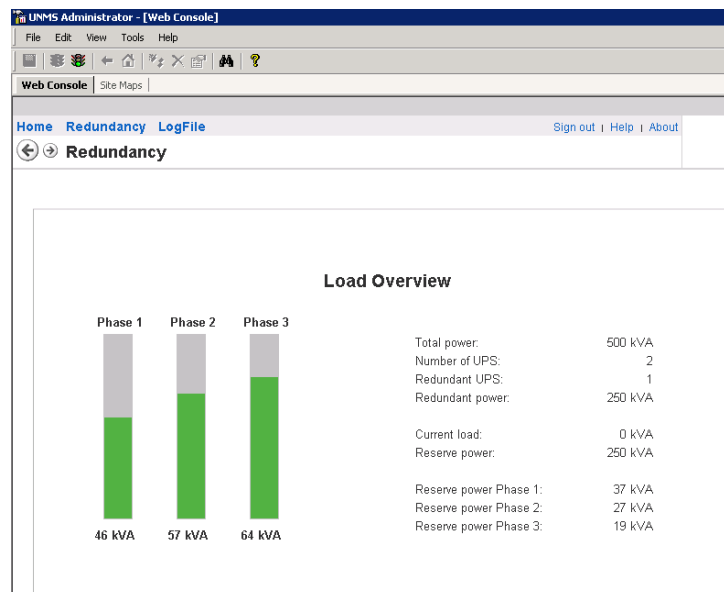 UNMS Administrator - [Web Console]
File Edit View Tools Help
Web Console Site Maps
Home Redundancy LogFile Sign out | Help | About
Redundancy
Load Overview
Phase 1 Phase 2 Phase 3
46 kVA 57 kVA 64 kVA
Total power: 500 kVA
Number of UPS: 2
Redundant UPS: 1
Redundant power: 250 kVA
Current load: 0 kVA
Reserve power: 250 kVA
Reserve power Phase 1: 37 kVA
Reserve power Phase 2: 27 kVA
Reserve power Phase 3: 19 kVA